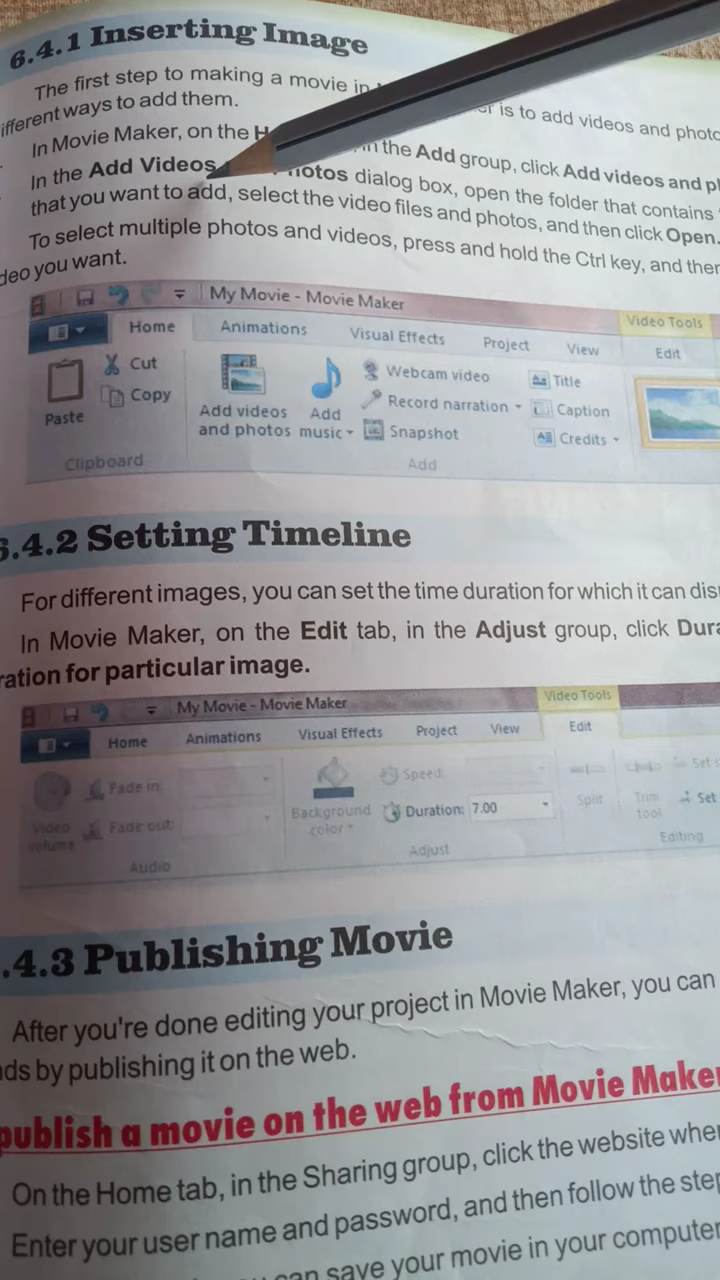 6.4.1 Inserting Image
The first step to making a movie in er is to add videos and photo
ifferent ways to add them.
In Movie Maker, on the H in the Add group, click Add videos and p
In the Add Videos hotos dialog box, open the folder that contains
that you want to add, select the video files and photos, and then click Open.
To select multiple photos and videos, press and hold the Ctrl key, and then
deo you want.
My Movie - Movie Maker
Video Tools
Home Animations Visual Effects Project View Edit
Paste
Cut
Copy
Clipboard
Add videos and photos
Add music
Webcam video
Record narration
Snapshot
Title
Caption
Credits
Add
6.4.2 Setting Timeline
For different images, you can set the time duration for which it can dis
In Movie Maker, on the Edit tab, in the Adjust group, click Dura
ration for particular image.
My Movie - Movie Maker
Video Tools
Home Animations Visual Effects Project View Edit
Video volume
Fade in:
Fade out:
Audio
Background color
Speed:
Duration: 7.00
Adjust
Split
Trim tool
Set s
Set
Editing
.4.3 Publishing Movie
After you're done editing your project in Movie Maker, you can
nds by publishing it on the web.
publish a movie on the web from Movie Maker
On the Home tab, in the Sharing group, click the website wher
Enter your user name and password, and then follow the step
can save your movie in your computer